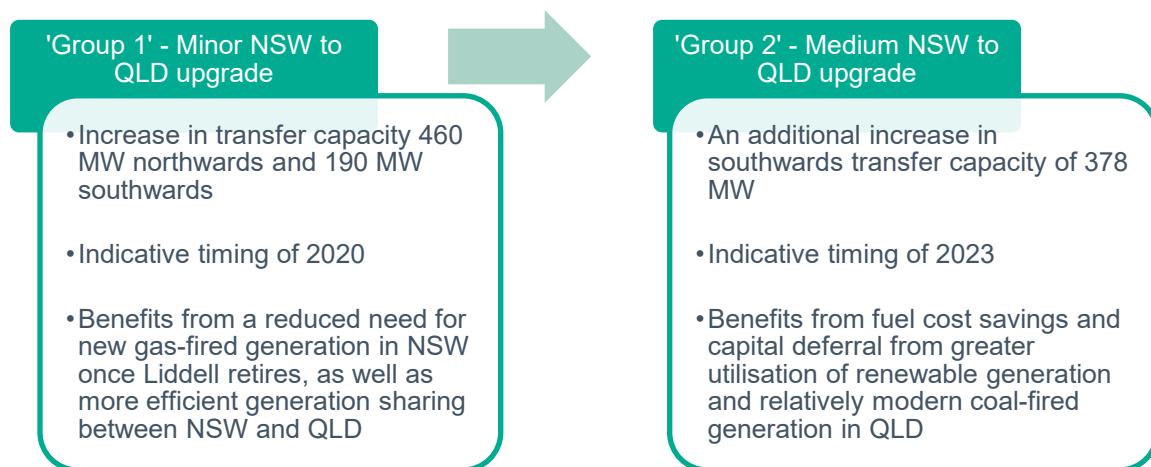 'Group 1' - Minor NSW to
QLD upgrade
•Increase in transfer capacity 460
MW northwards and 190 MW
southwards
•Indicative timing of 2020
•Benefits from a reduced need for
new gas-fired generation in NSW
once Liddell retires, as well as
more efficient generation sharing
between NSW and QLD
'Group 2' - Medium NSW to
QLD upgrade
•An additional increase in
southwards transfer capacity of 378
MW
•Indicative timing of 2023
•Benefits from fuel cost savings and
capital deferral from greater
utilisation of renewable generation
and relatively modern coal-fired
generation in QLD